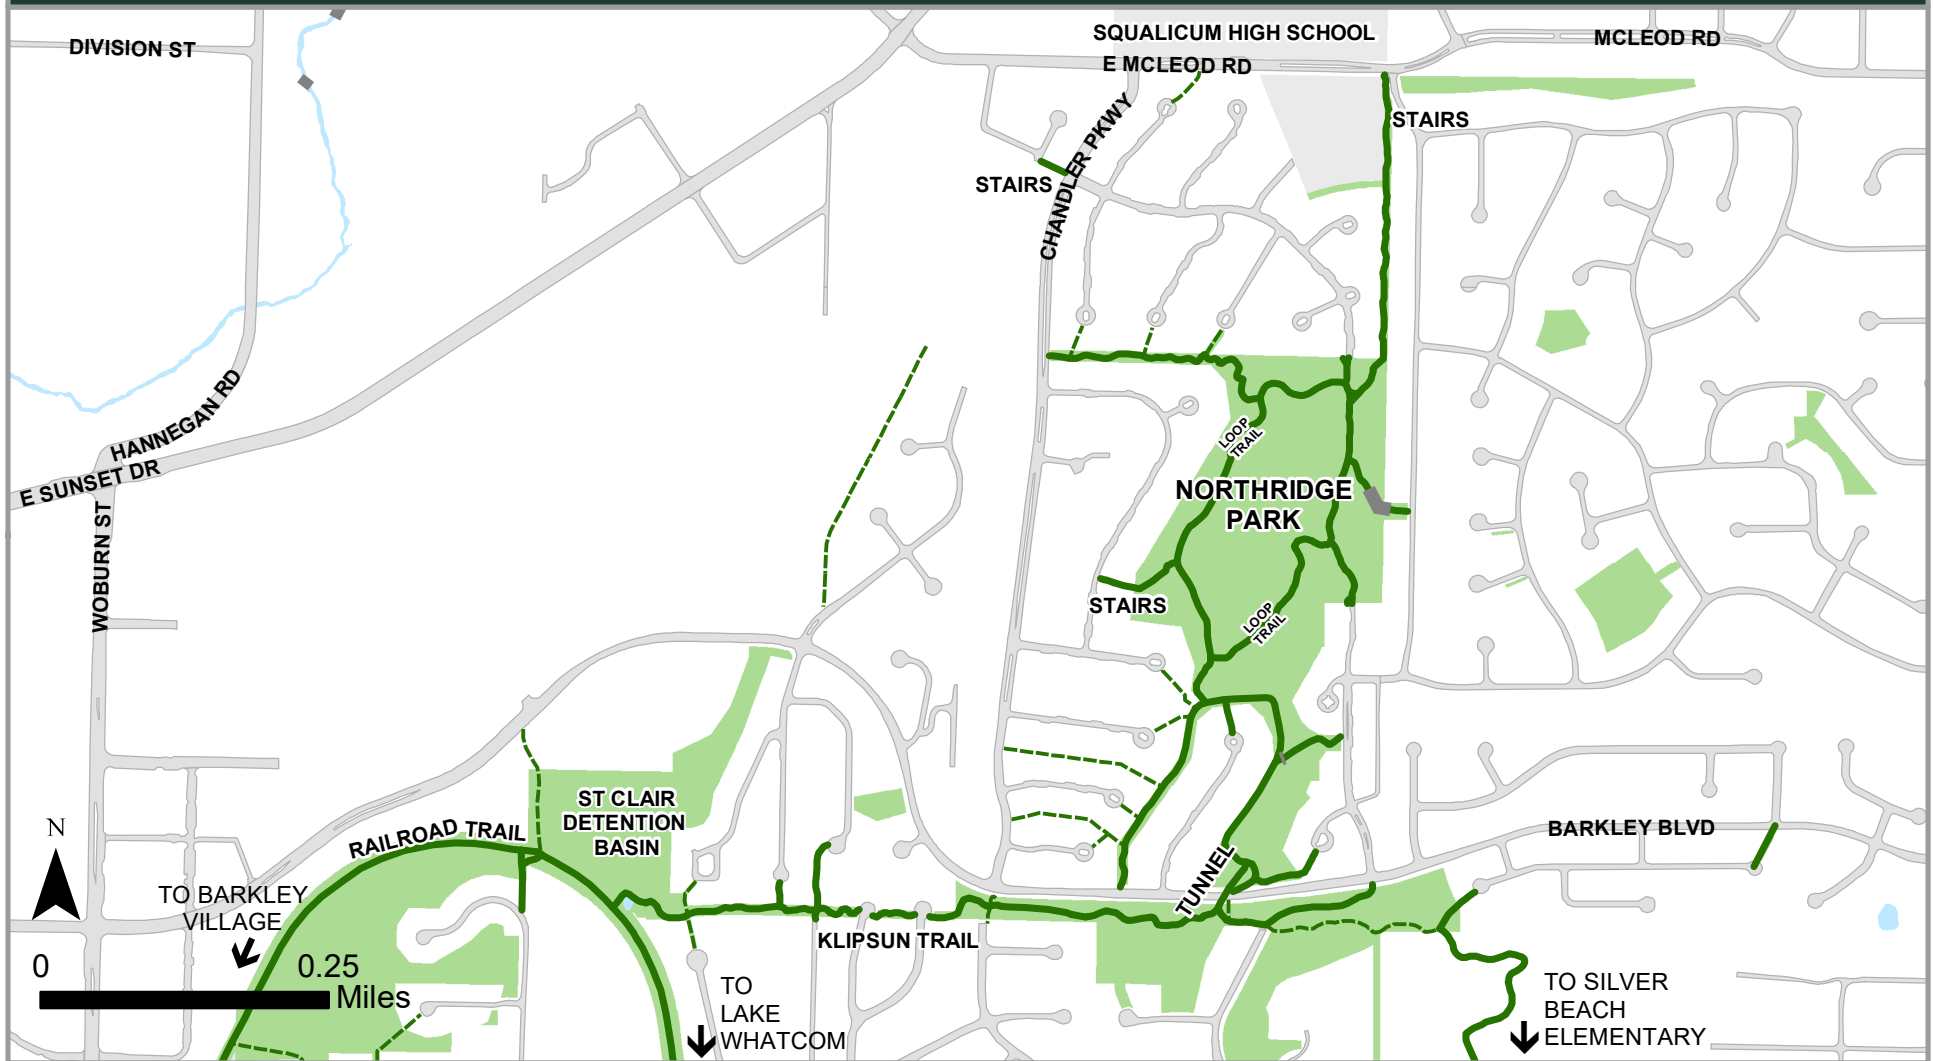 SQUALICUM HIGH SCHOOL
DIVISION ST
MCLEOD RD
E MCLEOD RD
CHANDLER PKWY
STAIRS
STAIRS
HANNEGAN RD
E SUNSET DR
WOBURN ST
LOOP
TRAIL
NORTHRIDGE
PARK
STAIRS
LOOP
TRAIL
ST CLAIR
DETENTION
BASIN
RAILROAD TRAIL
BARKLEY BLVD
N
TO BARKLEY
VILLAGE
TUNNEL
KLIPSUN TRAIL
0
0.25
Miles
TO
LAKE
WHATCOM
TO SILVER
BEACH
ELEMENTARY